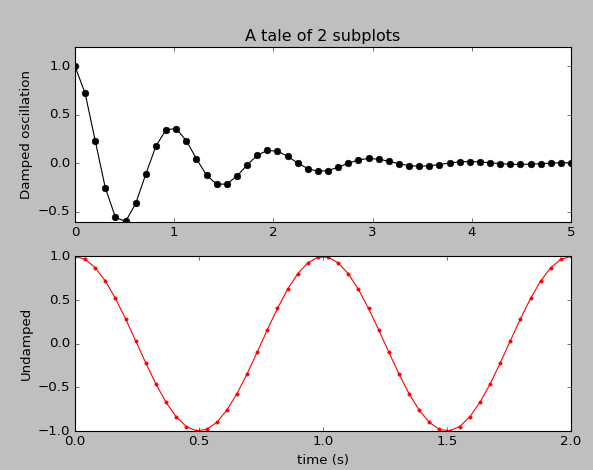 A tale of 2 subplots
Damped oscillation
1.0
0.5
0.0
−0.5
0 1 2 3 4 5
Undamped
1.0
0.5
0.0
−0.5
−1.0
0.0 0.5 1.0 1.5 2.0
time (s)